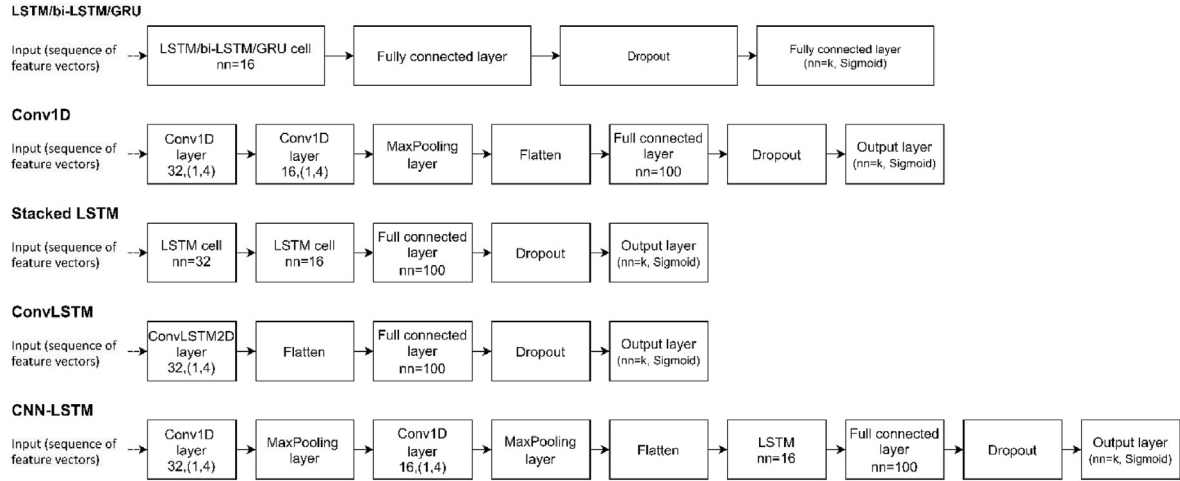 LSTM/bi-LSTM/GRU
Input (sequence of
feature vectors)
LSTM/bi-LSTM/GRU cell
nn=16
Fully connected layer
Dropout
Fully connected layer
(nn=k, Sigmoid)
Conv1D
Input (sequence of
feature vectors)
Conv1D
layer
32,(1,4)
Conv1D
layer
16,(1,4)
MaxPooling
layer
Flatten
Full connected
layer
nn=100
Dropout
Output layer
(nn=k, Sigmoid)
Stacked LSTM
Input (sequence of
feature vectors)
LSTM cell
nn=32
LSTM cell
nn=16
Full connected
layer
nn=100
Dropout
Output layer
(nn=k, Sigmoid)
ConvLSTM
Input (sequence of
feature vectors)
ConvLSTM2D
layer
32,(1,4)
Flatten
Full connected
layer
nn=100
Dropout
Output layer
(nn=k, Sigmoid)
CNN-LSTM
Input (sequence of
feature vectors)
Conv1D
layer
32,(1,4)
MaxPooling
layer
Conv1D
layer
16,(1,4)
MaxPooling
layer
Flatten
LSTM
nn=16
Full connected
layer
nn=100
Dropout
Output layer
(nn=k, Sigmoid)